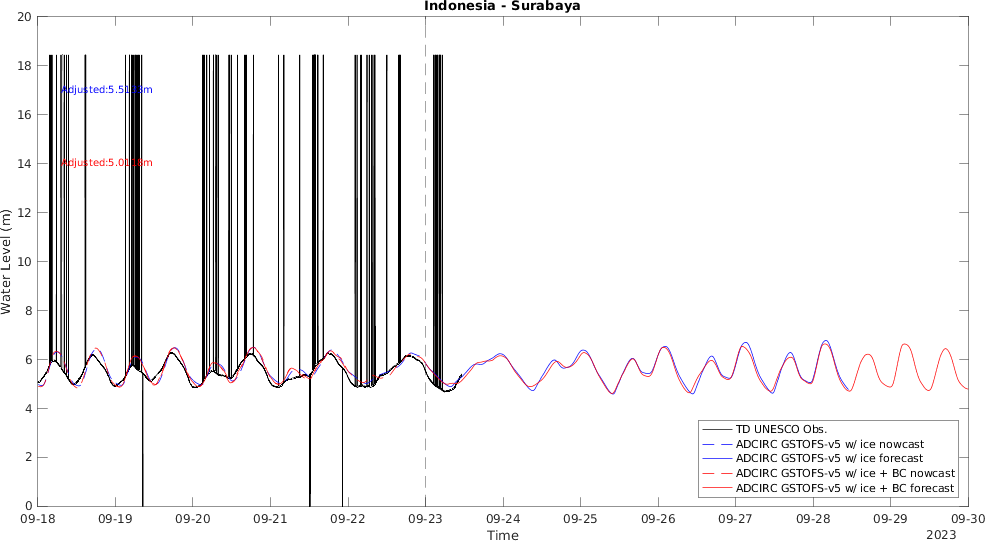 Indonesia - Surabaya
20
18
16
14
12
10
8
6
4
2
0
Water Level (m)
TD UNESCO Obs.
ADCIRC GSTOFS-v5 w/ ice nowcast
ADCIRC GSTOFS-v5 w/ ice forecast
ADCIRC GSTOFS-v5 w/ ice + BC nowcast
ADCIRC GSTOFS-v5 w/ ice + BC forecast
09-18 09-19 09-20 09-21 09-22 09-23 09-24 09-25 09-26 09-27 09-28 09-29 09-30
Time
2023